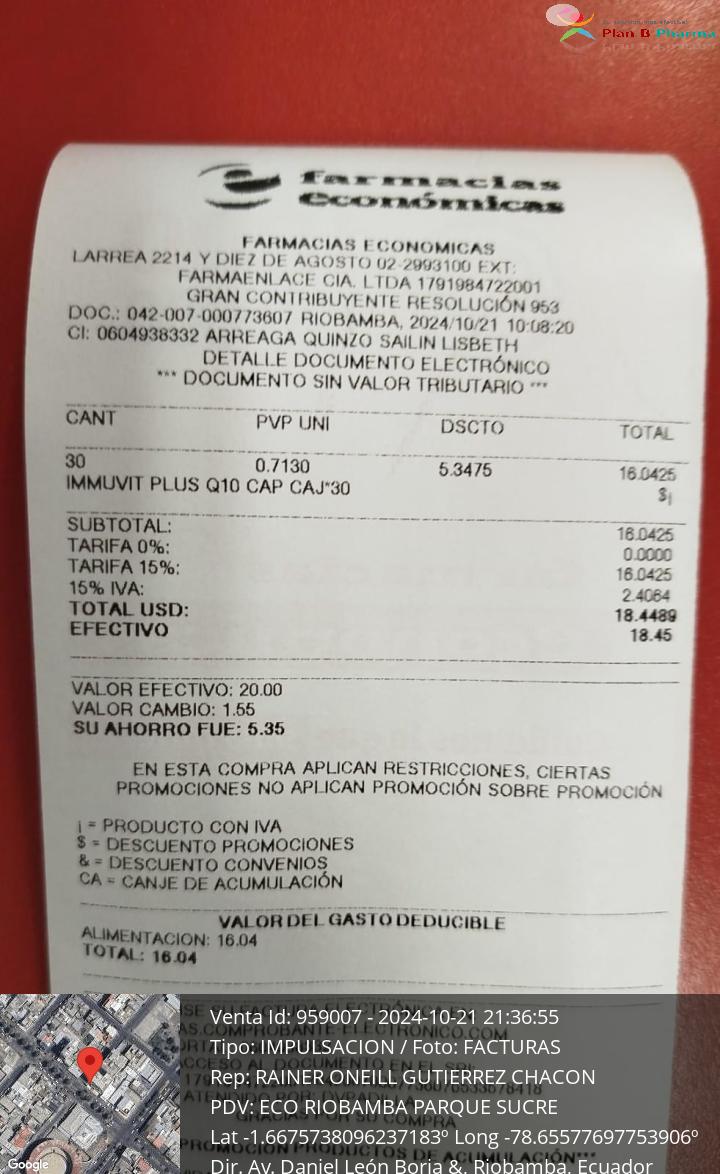 Plan B Pharma
farmacias
económicas
FARMACIAS ECONOMICAS
LARREA 2214 Y DIEZ DE AGOSTO 02-2993100 EXT:
FARMAENLACE CIA. LTDA 1791984722001
GRAN CONTRIBUYENTE RESOLUCIÓN 953
DOC.: 042-007-000773607 RIOBAMBA, 2024/10/21 10:08:20
CI: 0604938332 ARREAGA QUINZO SAILIN LISBETH
DETALLE DOCUMENTO ELECTRÓNICO
*** DOCUMENTO SIN VALOR TRIBUTARIO ***
CANT PVP UNI DSCTO TOTAL
30 0.7130 5.3475 16.0425
IMMUVIT PLUS Q10 CAP CAJ*30 $¡
SUBTOTAL: 16.0425
TARIFA 0%: 0.0000
TARIFA 15%: 16.0425
15% IVA: 2.4064
TOTAL USD: 18.4489
EFECTIVO 18.45
VALOR EFECTIVO: 20.00
VALOR CAMBIO: 1.55
SU AHORRO FUE: 5.35
EN ESTA COMPRA APLICAN RESTRICCIONES, CIERTAS
PROMOCIONES NO APLICAN PROMOCIÓN SOBRE PROMOCIÓN
¡ = PRODUCTO CON IVA
$ = DESCUENTO PROMOCIONES
& = DESCUENTO CONVENIOS
CA = CANJE DE ACUMULACIÓN
VALOR DEL GASTO DEDUCIBLE
ALIMENTACION: 16.04
TOTAL: 16.04
Venta Id: 959007 - 2024-10-21 21:36:55
Tipo: IMPULSACION / Foto: FACTURAS
Rep: RAINER ONEILL GUTIERREZ CHACON
PDV: ECO RIOBAMBA PARQUE SUCRE
Lat -1.6675738096237183º Long -78.65577697753906º
Dir. Av. Daniel León Borja &, Riobamba, Ecuador
Google